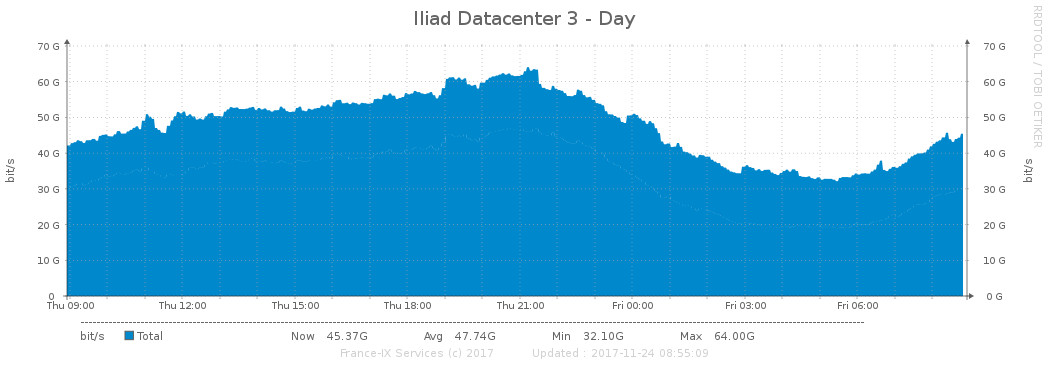 Iliad Datacenter 3 - Day
RRDTOOL / TOBI OETIKER
bit/s
70 G
60 G
50 G
40 G
30 G
20 G
10 G
0
70 G
60 G
50 G
40 G
30 G
20 G
10 G
0 G
bit/s
Thu 09:00 Thu 12:00 Thu 15:00 Thu 18:00 Thu 21:00 Fri 00:00 Fri 03:00 Fri 06:00
bit/s Total Now 45.37G Avg 47.74G Min 32.10G Max 64.00G
France-IX Services (c) 2017 Updated : 2017-11-24 08:55:09